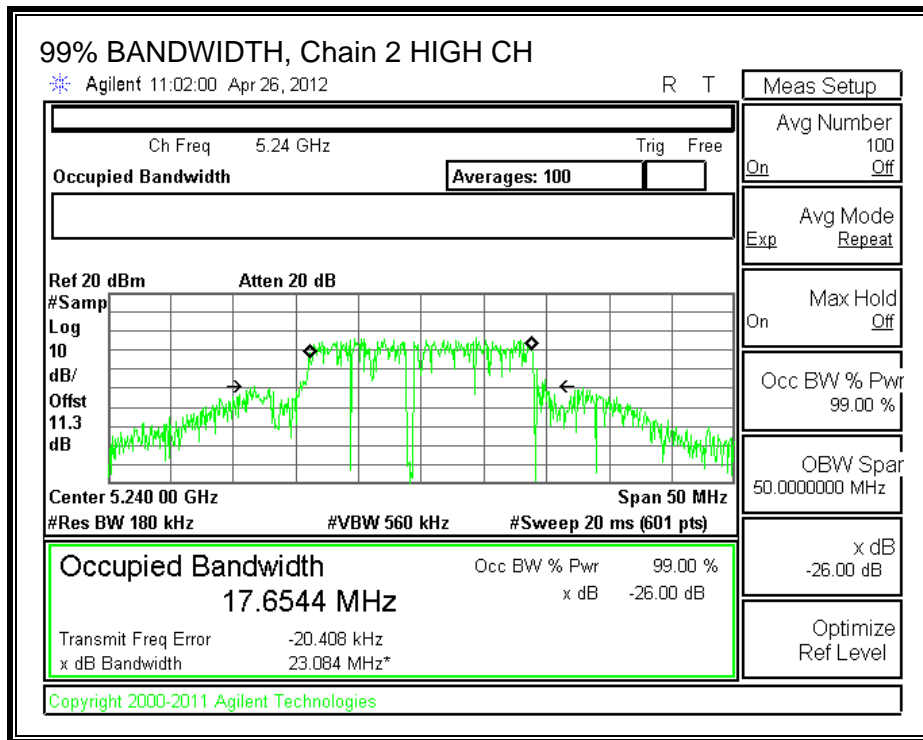 99% BANDWIDTH, Chain 2 HIGH CH
Agilent 11:02:00 Apr 26, 2012 R T
Ch Freq 5.24 GHz Trig Free
Occupied Bandwidth Averages: 100
Ref 20 dBm Atten 20 dB
#Samp
Log
10
dB/
Offst
11.3
dB
Center 5.240 00 GHz Span 50 MHz
#Res BW 180 kHz #VBW 560 kHz #Sweep 20 ms (601 pts)
Occupied Bandwidth Occ BW % Pwr 99.00 %
17.6544 MHz x dB -26.00 dB
Transmit Freq Error -20.408 kHz
x dB Bandwidth 23.084 MHz*
Copyright 2000-2011 Agilent Technologies
Meas Setup
Avg Number
100
On Off
Avg Mode
Exp Repeat
Max Hold
On Off
Occ BW % Pwr
99.00 %
OBW Span
50.0000000 MHz
x dB
-26.00 dB
Optimize
Ref Level